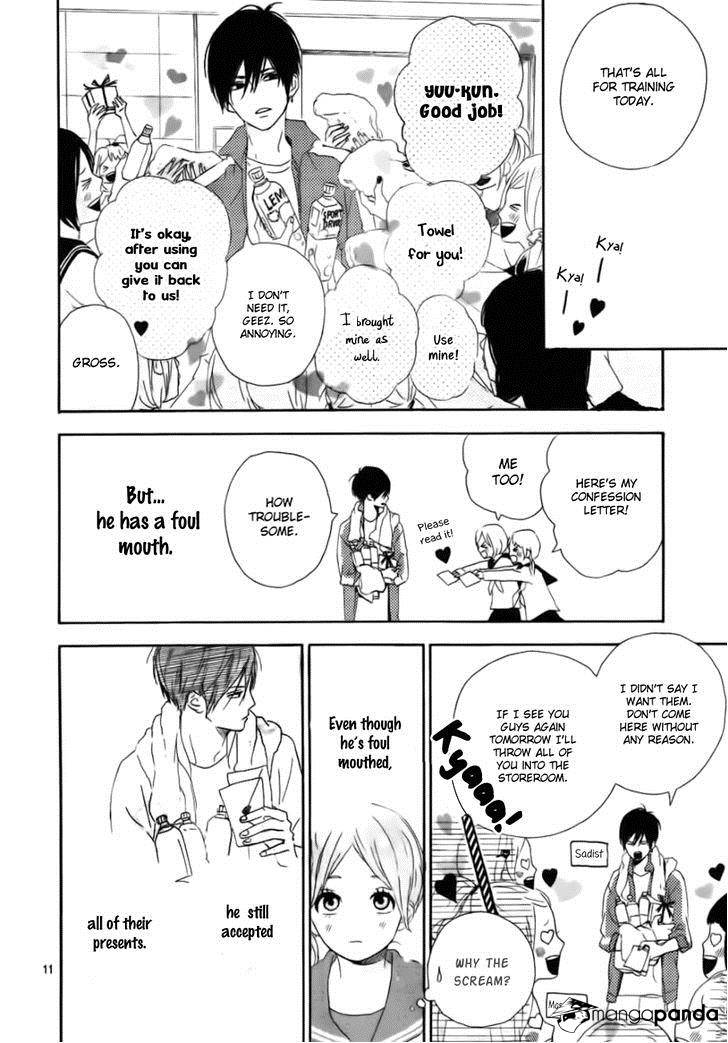 THAT'S ALL
FOR TRAINING
TODAY.
Kya!
Kya!
YUU-KUN.
Good job!
Towel
for you!
Use
mine!
I brought
mine as
well.
I DON'T
NEED IT,
GEEZ. SO
ANNOYING.
It's okay,
after using
you can
give it back
to us!
GROSS.
LEM
SPORT
DRINKS
HERE'S MY
CONFESSION
LETTER!
ME
TOO!
Please
read it!
HOW
TROUBLE-
SOME.
But...
he has a foul
mouth.
I DIDN'T SAY I
WANT THEM.
DON'T COME
HERE WITHOUT
ANY REASON.
IF I SEE YOU
GUYS AGAIN
TOMORROW I'LL
THROW ALL OF
YOU INTO THE
STOREROOM.
Kyaaa!
Sadist
WHY THE
SCREAM?
Even though
he's foul
mouthed,
he still
accepted
all of their
presents.
11
mangapanda